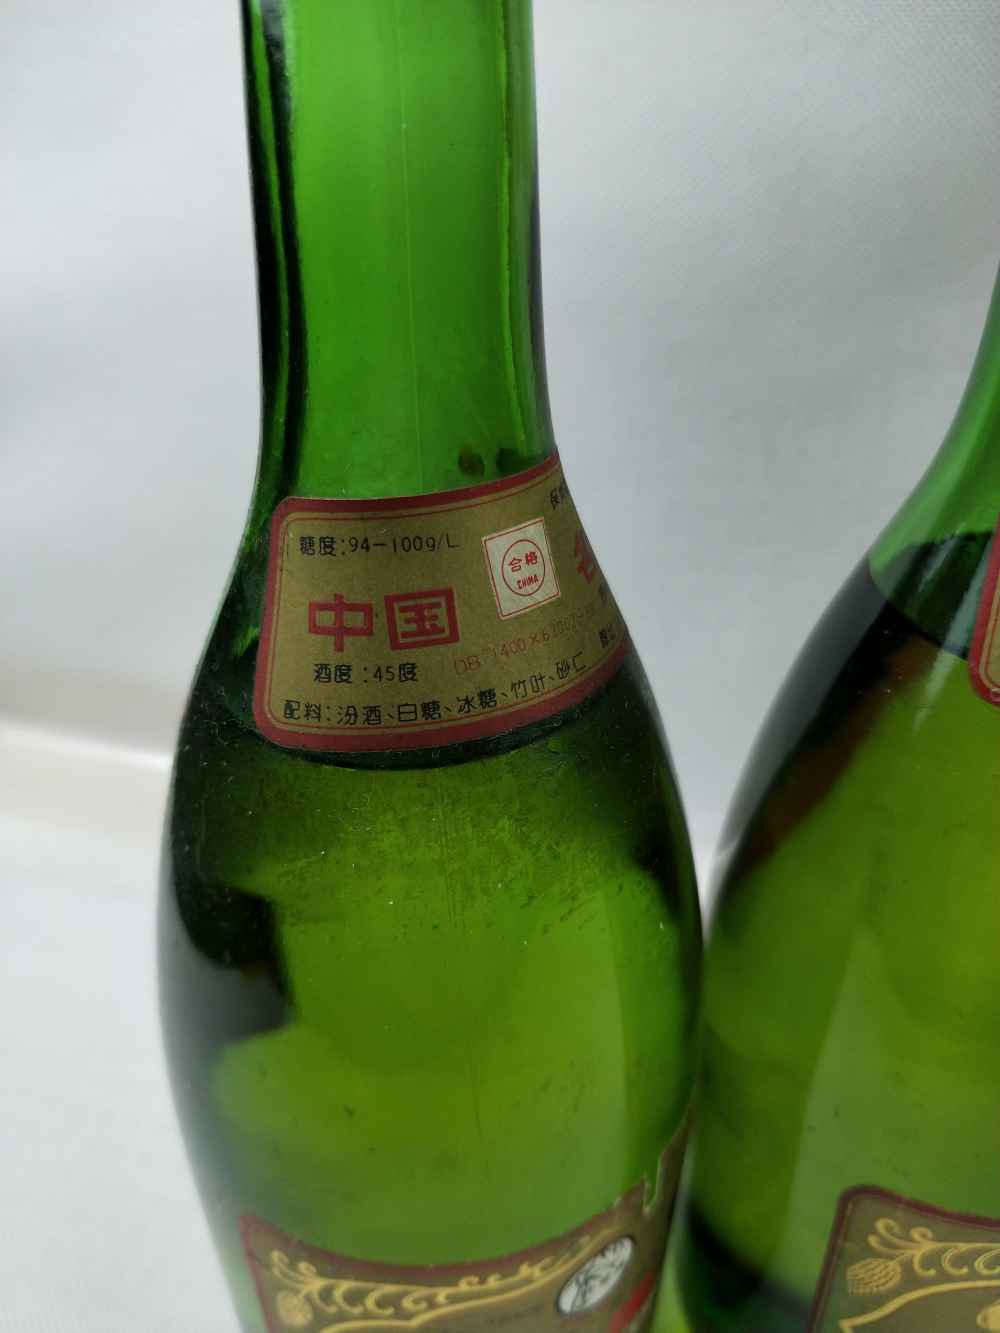 糖度:94—100g/L
合格
CHINA
中国
名
酒度:45度
配料:汾酒、白糖、冰糖、竹叶、砂仁